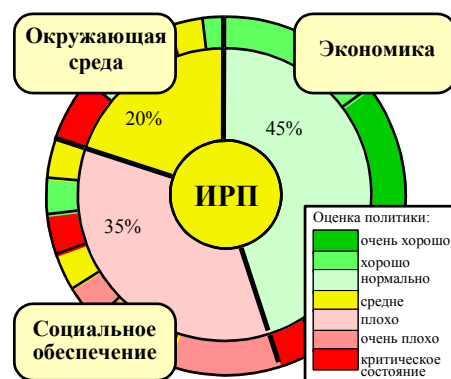 Окружающая
среда
Экономика
20%
45%
ИРП
35%
Социальное
обеспечение
Оценка политики:
очень хорошо
хорошо
нормально
средне
плохо
очень плохо
критическое
состояние